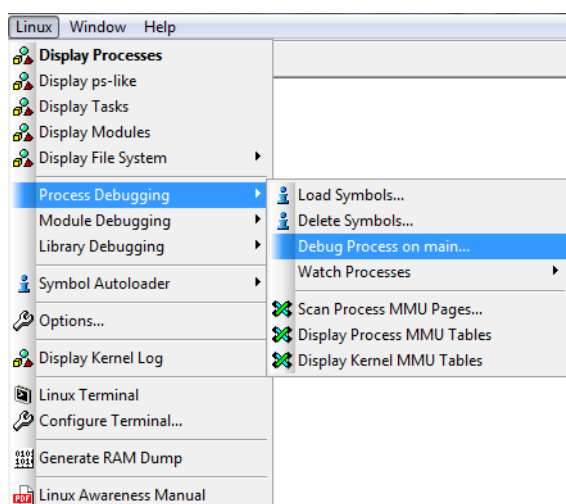 Linux Window Help
Display Processes
Display ps-like
Display Tasks
Display Modules
Display File System
Process Debugging
Module Debugging
Library Debugging
Symbol Autoloader
Options...
Display Kernel Log
Linux Terminal
Configure Terminal...
Generate RAM Dump
Linux Awareness Manual
Load Symbols...
Delete Symbols...
Debug Process on main...
Watch Processes
Scan Process MMU Pages...
Display Process MMU Tables
Display Kernel MMU Tables